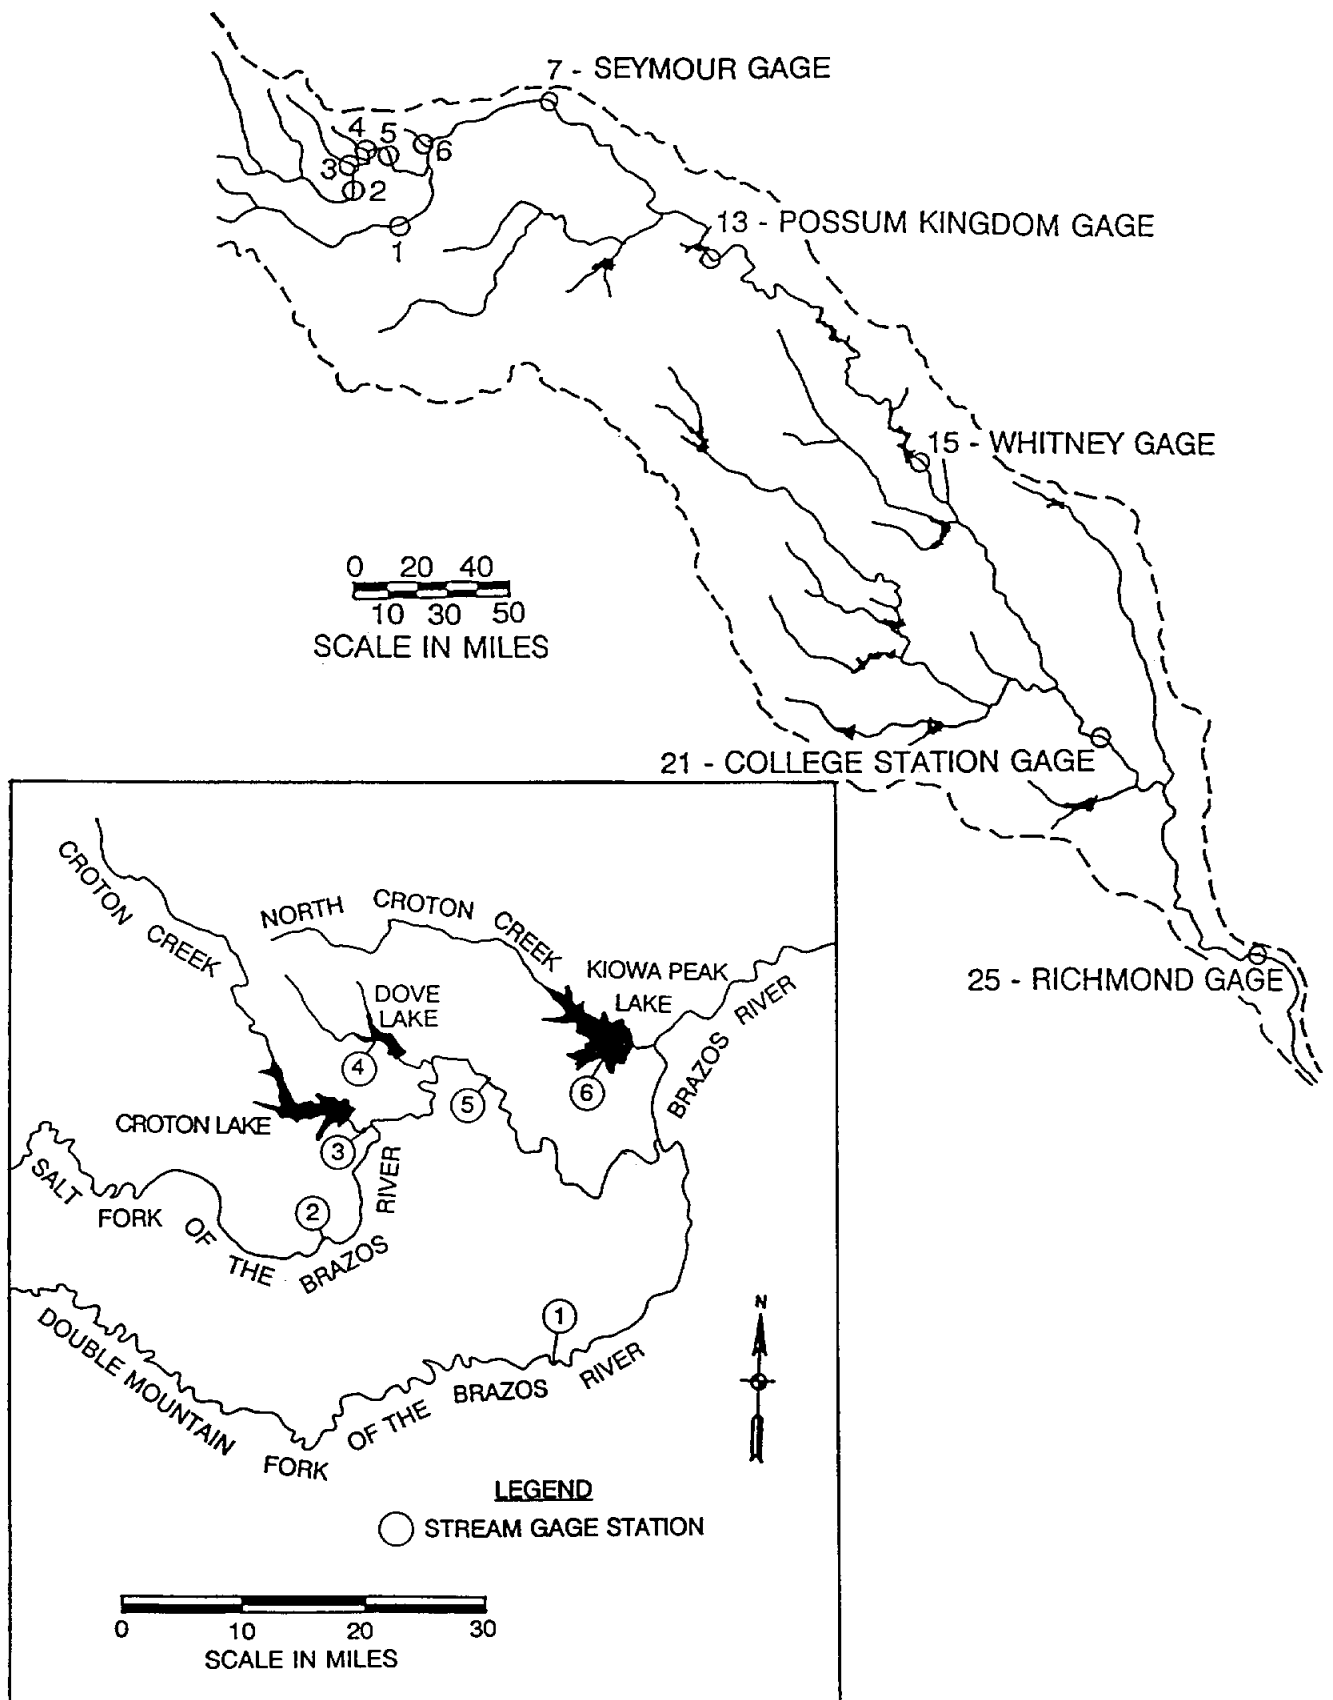 7 - SEYMOUR GAGE
4
5
6
3
2
1
13 - POSSUM KINGDOM GAGE
15 - WHITNEY GAGE
0 20 40
10 30 50
SCALE IN MILES
21 - COLLEGE STATION GAGE
25 - RICHMOND GAGE
CROTON CREEK
NORTH CROTON CREEK
KIOWA PEAK
LAKE
DOVE
LAKE
BRAZOS RIVER
4
5
6
CROTON LAKE
3
2
SALT FORK OF THE BRAZOS RIVER
1
DOUBLE MOUNTAIN FORK OF THE BRAZOS RIVER
N
LEGEND
STREAM GAGE STATION
0 10 20 30
SCALE IN MILES